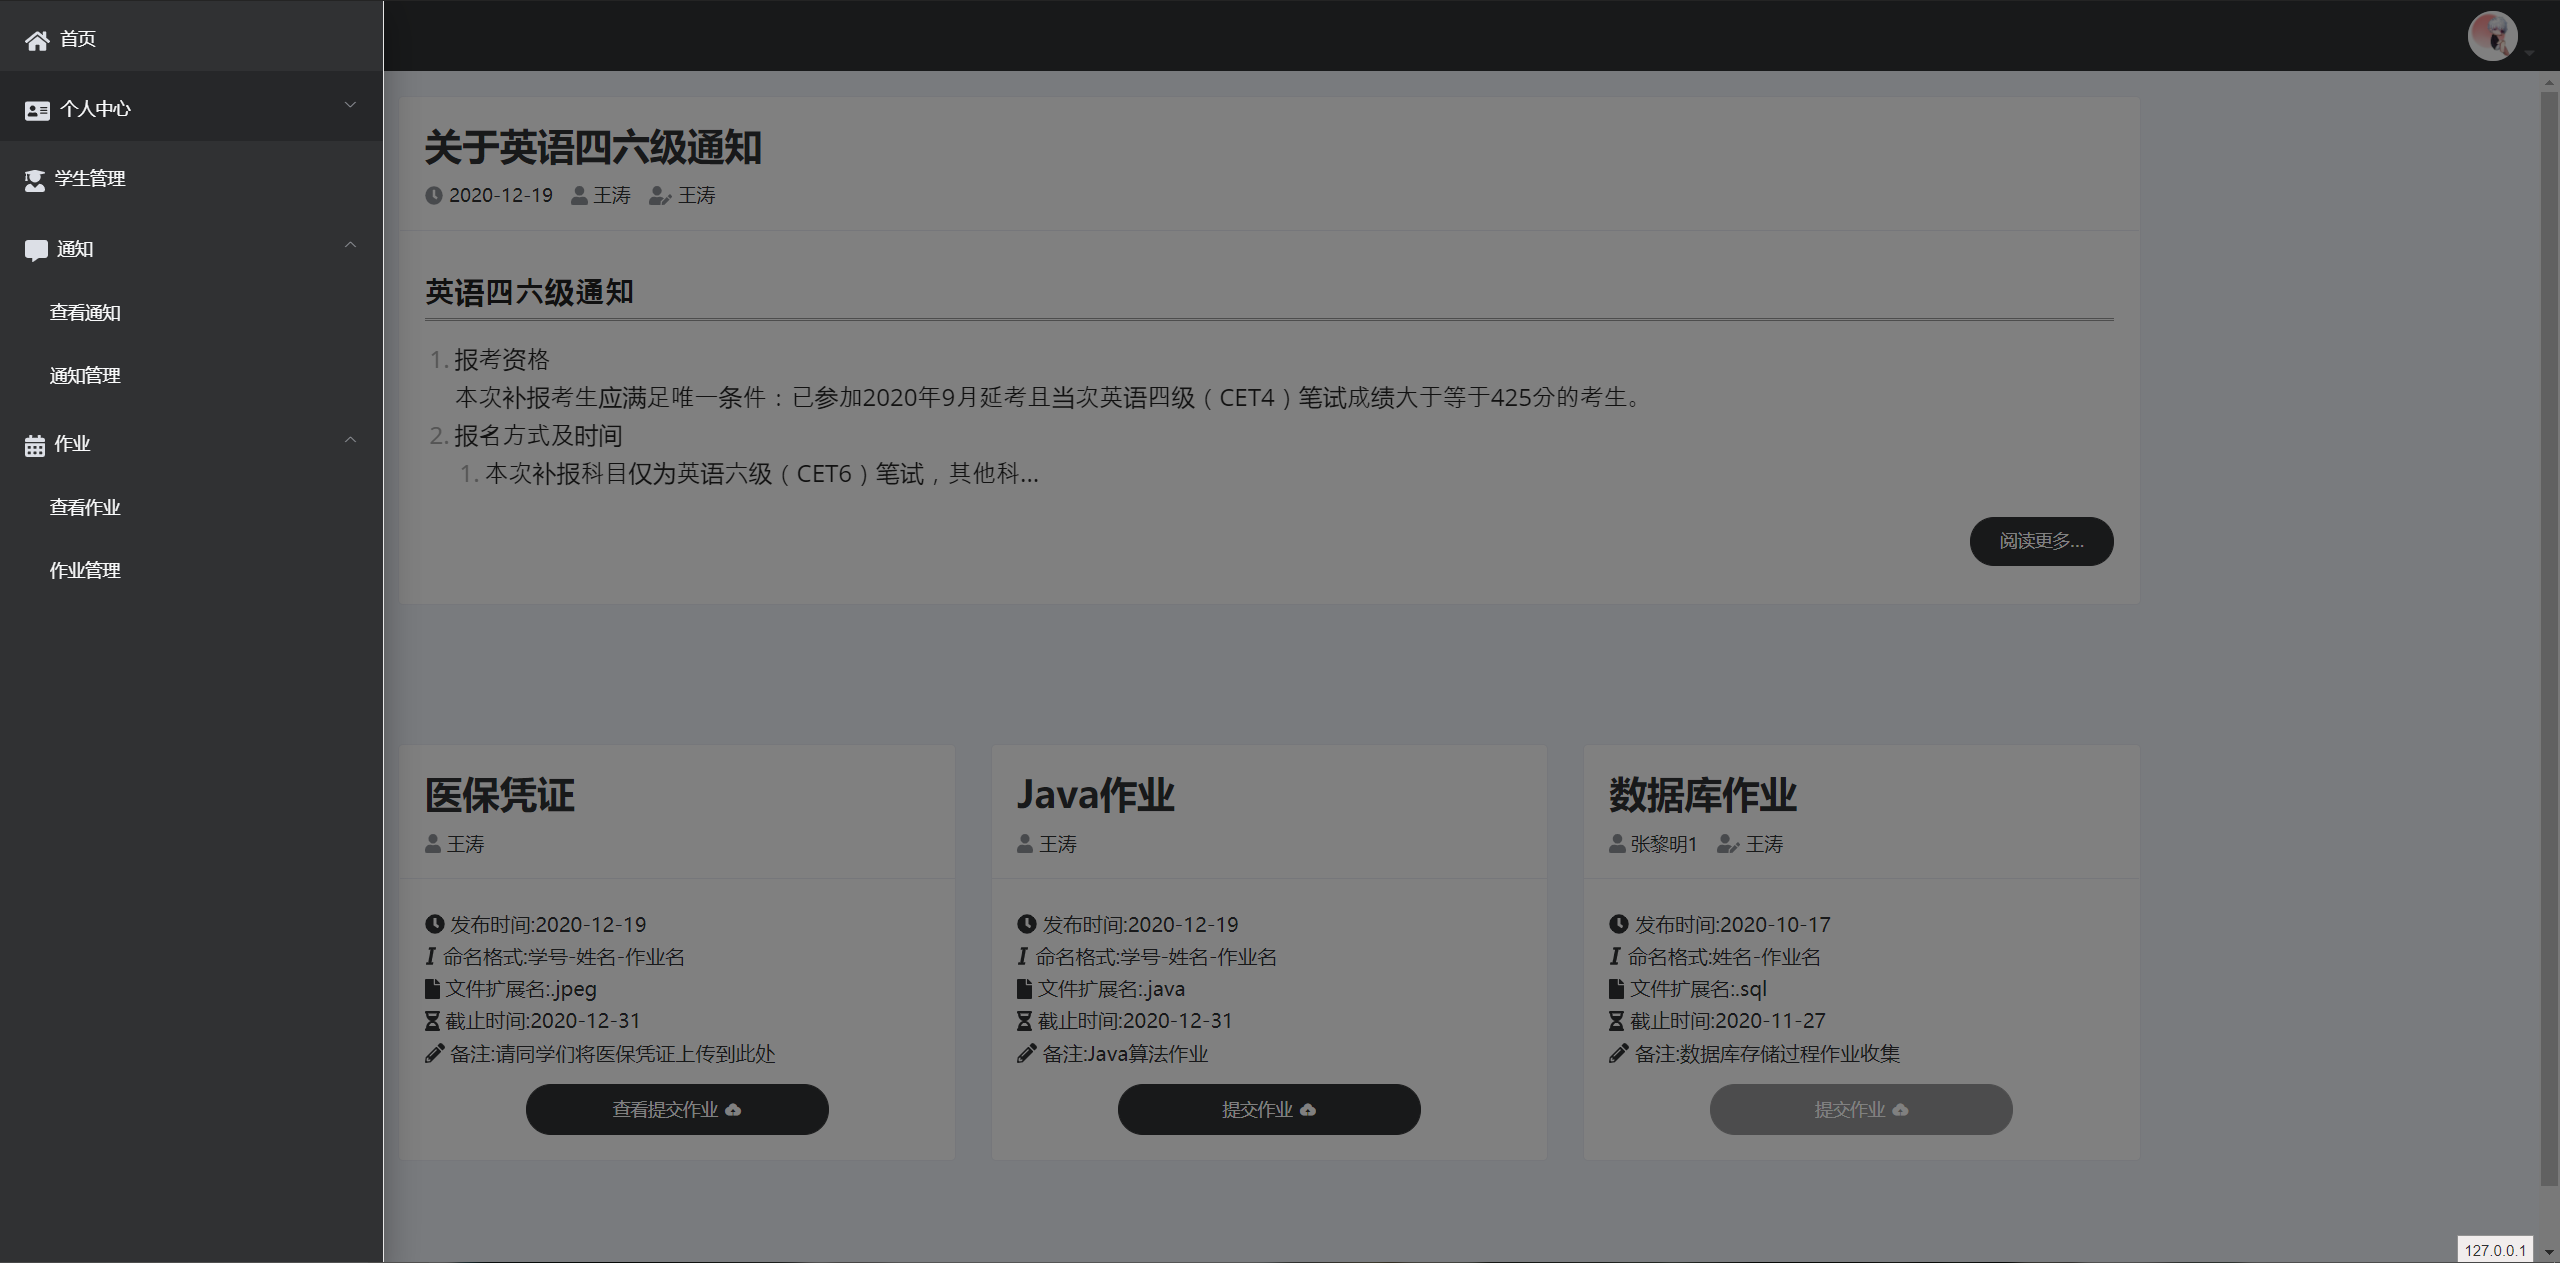 首页
个人中心
学生管理
通知
查看通知
通知管理
作业
查看作业
作业管理
关于英语四六级通知
2020-12-19 王涛 王涛
英语四六级通知
1. 报考资格
本次补报考生应满足唯一条件：已参加2020年9月延考且当次英语四级（CET4）笔试成绩大于等于425分的考生。
2. 报名方式及时间
1. 本次补报科目仅为英语六级（CET6）笔试，其他科...
阅读更多...
医保凭证
王涛
发布时间:2020-12-19
命名格式:学号-姓名-作业名
文件扩展名:.jpeg
截止时间:2020-12-31
备注:请同学们将医保凭证上传到此处
查看提交作业
Java作业
王涛
发布时间:2020-12-19
命名格式:学号-姓名-作业名
文件扩展名:.java
截止时间:2020-12-31
备注:Java算法作业
提交作业
数据库作业
张黎明1 王涛
发布时间:2020-10-17
命名格式:姓名-作业名
文件扩展名:.sql
截止时间:2020-11-27
备注:数据库存储过程作业收集
提交作业
127.0.0.1